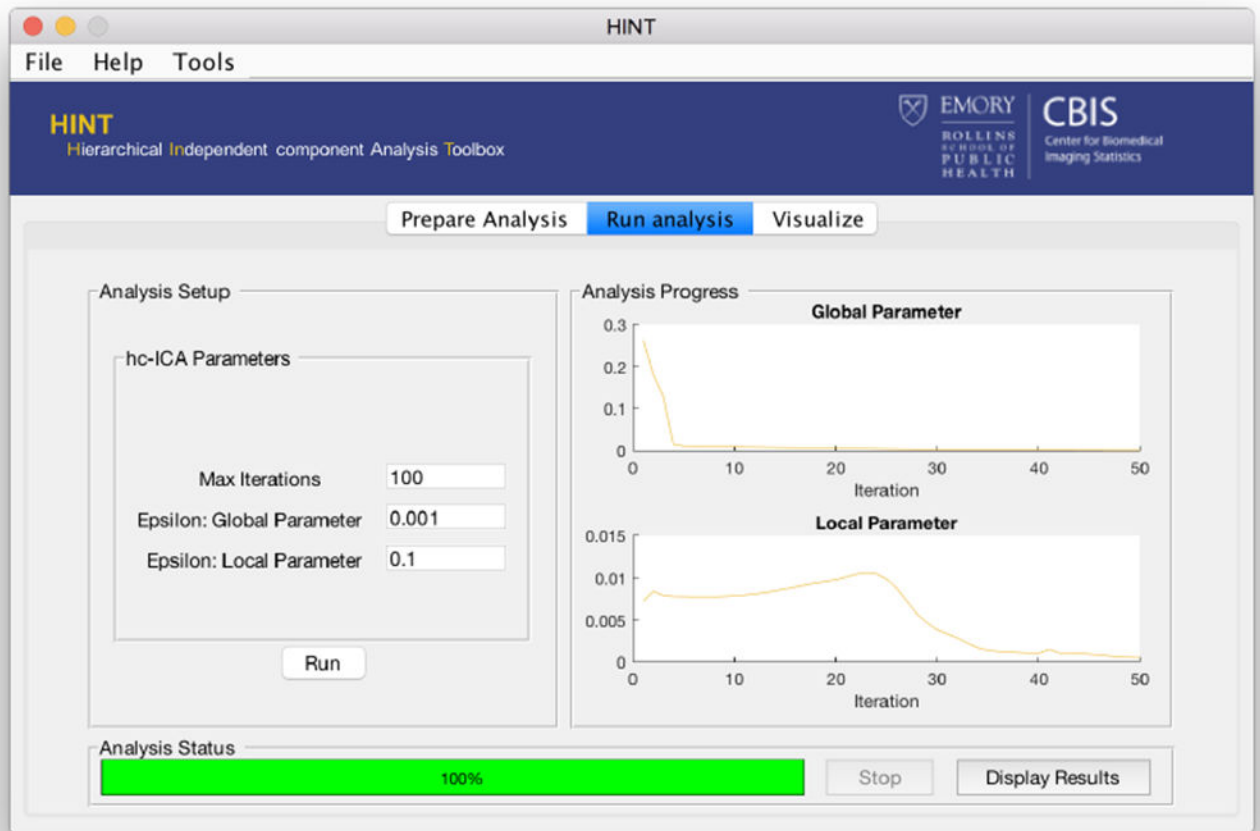 HINT
File Help Tools
HINT
Hierarchical Independent component Analysis Toolbox
EMORY
ROLLINS
SCHOOL OF
PUBLIC
HEALTH
CBIS
Center for Biomedical
Imaging Statistics
Prepare Analysis Run analysis Visualize
Analysis Setup
hc-ICA Parameters
Max Iterations 100
Epsilon: Global Parameter 0.001
Epsilon: Local Parameter 0.1
Run
Analysis Progress
Global Parameter
0.3
0.2
0.1
0
0 10 20 30 40 50
Iteration
Local Parameter
0.015
0.01
0.005
0
0 10 20 30 40 50
Iteration
Analysis Status
100% Stop Display Results